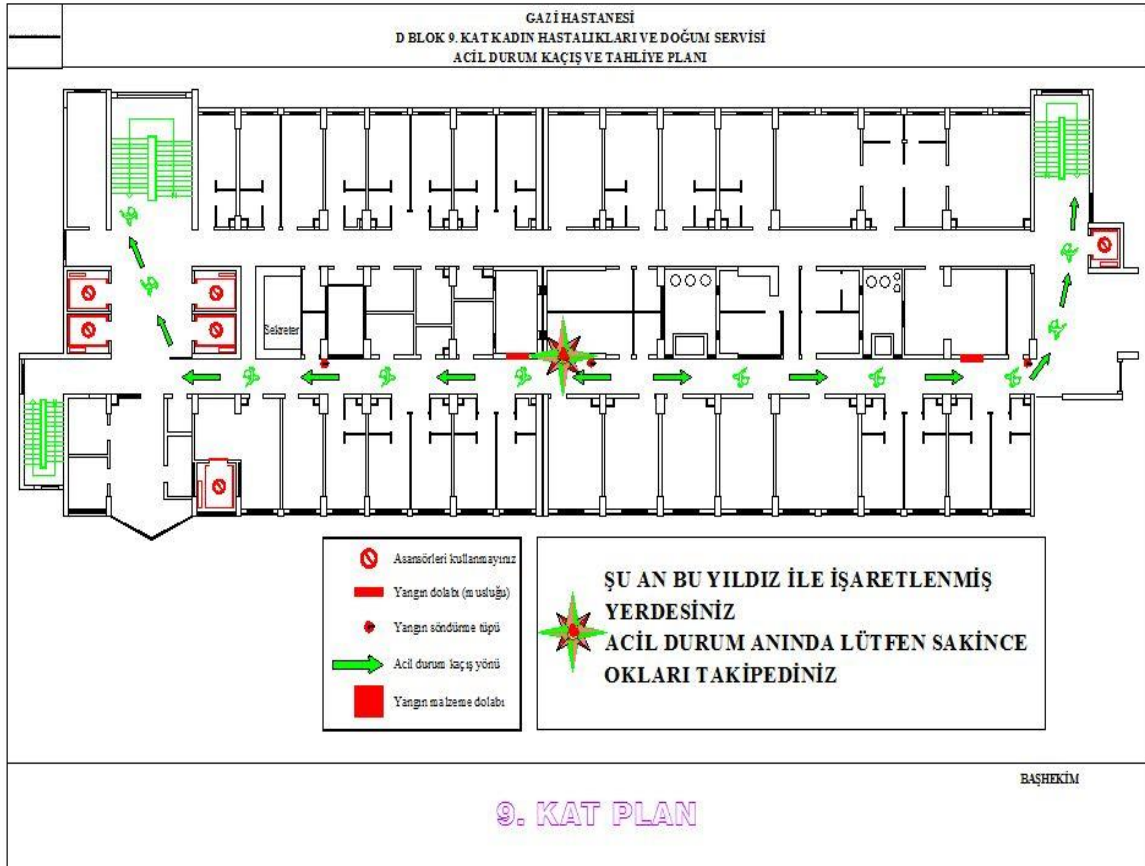 GAZİ HASTANESİ
D BLOK 9. KAT KADIN HASTALIKLARI VE DOĞUM SERVİSİ
ACİL DURUM KAÇIŞ VE TAHLİYE PLANI
Sekreter
Asansörleri kullanmayınız
Yangın dolabı (musluğu)
Yangın söndürme tüpü
Acil durum kaçış yönü
Yangın malzeme dolabı
ŞU AN BU YILDIZ İLE İŞARETLENMİŞ
YERDESİNİZ
ACİL DURUM ANINDA LÜTFEN SAKİNCE
OKLARI TAKİPEDİNİZ
BAŞHEKİM
9. KAT PLAN